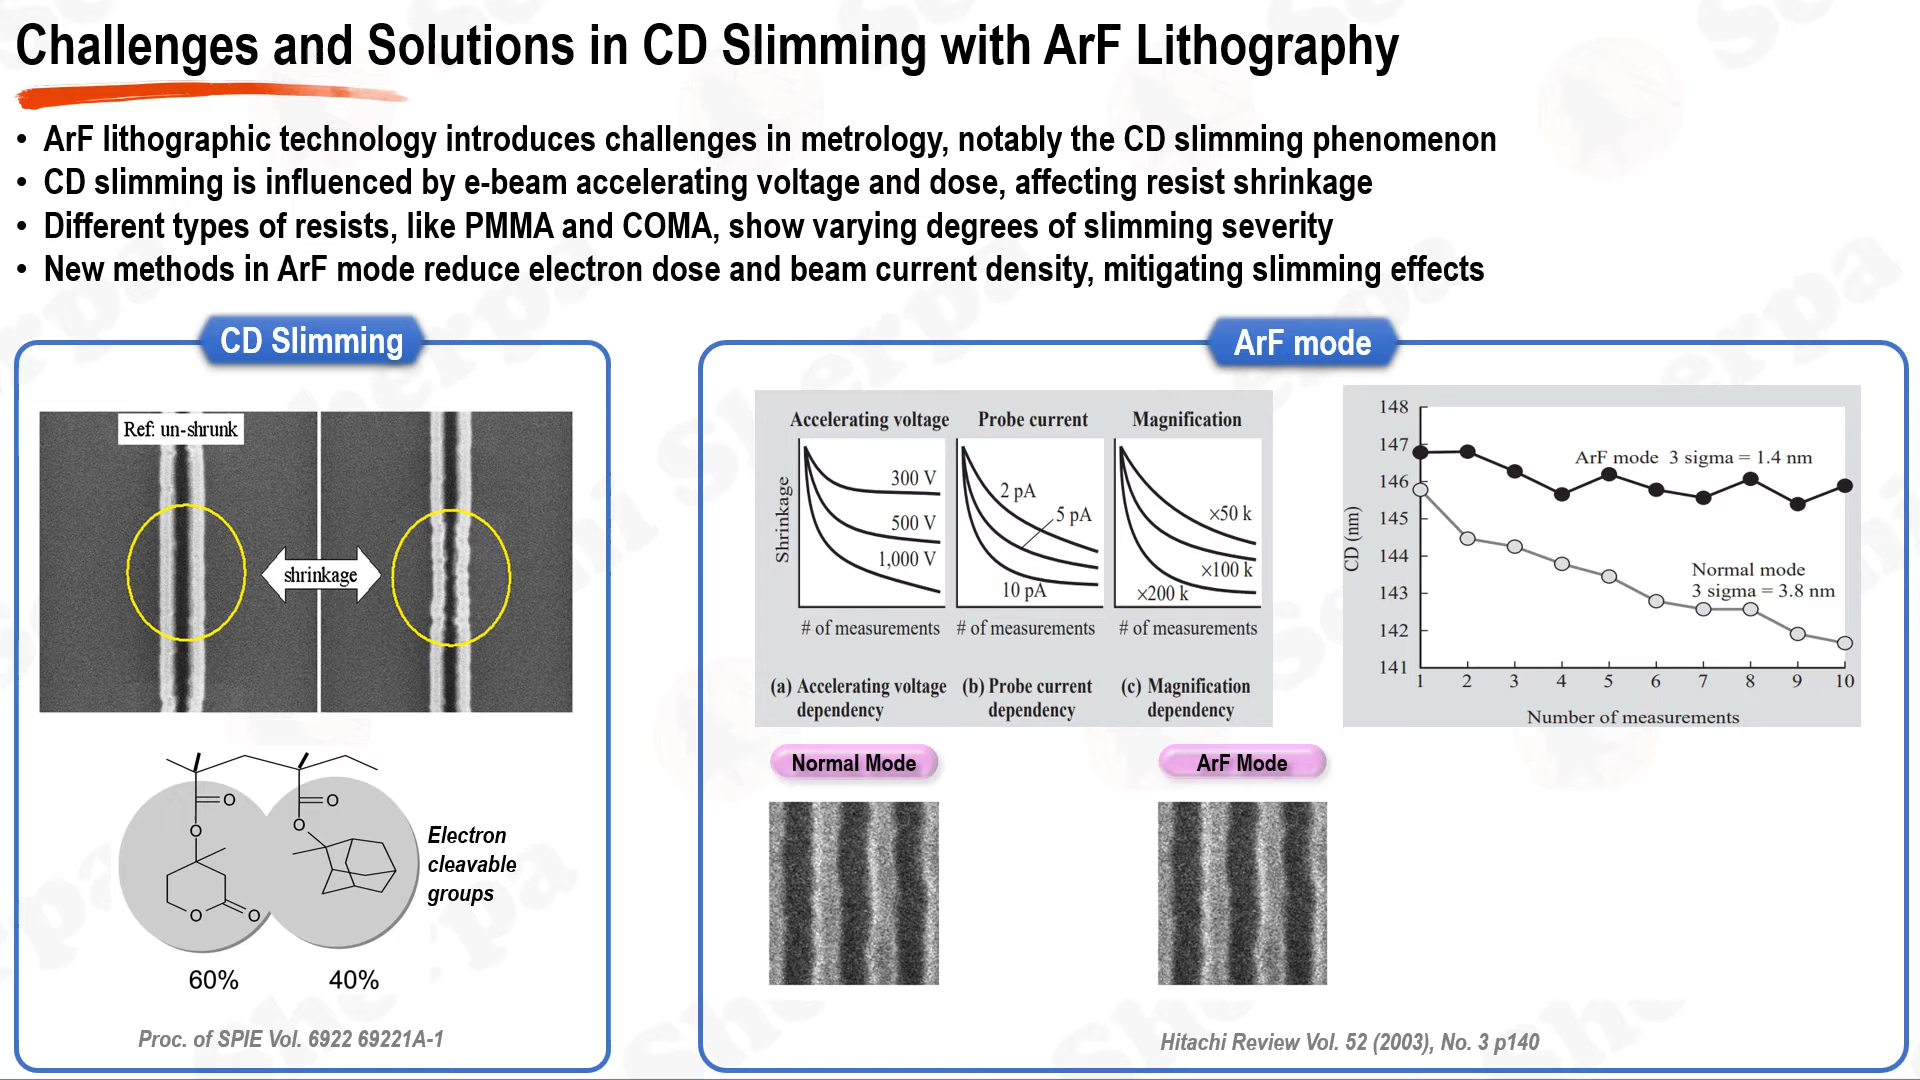 Challenges and Solutions in CD Slimming with ArF Lithography
• ArF lithographic technology introduces challenges in metrology, notably the CD slimming phenomenon
• CD slimming is influenced by e-beam accelerating voltage and dose, affecting resist shrinkage
• Different types of resists, like PMMA and COMA, show varying degrees of slimming severity
• New methods in ArF mode reduce electron dose and beam current density, mitigating slimming effects
CD Slimming
Ref: un-shrunk
shrinkage
O
O
O
O
O
O
Electron
cleavable
groups
60%
40%
Proc. of SPIE Vol. 6922 69221A-1
ArF mode
Accelerating voltage
Probe current
Magnification
Shrinkage
300 V
500 V
1,000 V
2 pA
5 pA
10 pA
×50 k
×100 k
×200 k
# of measurements
# of measurements
# of measurements
(a) Accelerating voltage
dependency
(b) Probe current
dependency
(c) Magnification
dependency
148
147
146
145
144
143
142
141
CD (nm)
ArF mode 3 sigma = 1.4 nm
Normal mode
3 sigma = 3.8 nm
1 2 3 4 5 6 7 8 9 10
Number of measurements
Normal Mode
ArF Mode
Hitachi Review Vol. 52 (2003), No. 3 p140